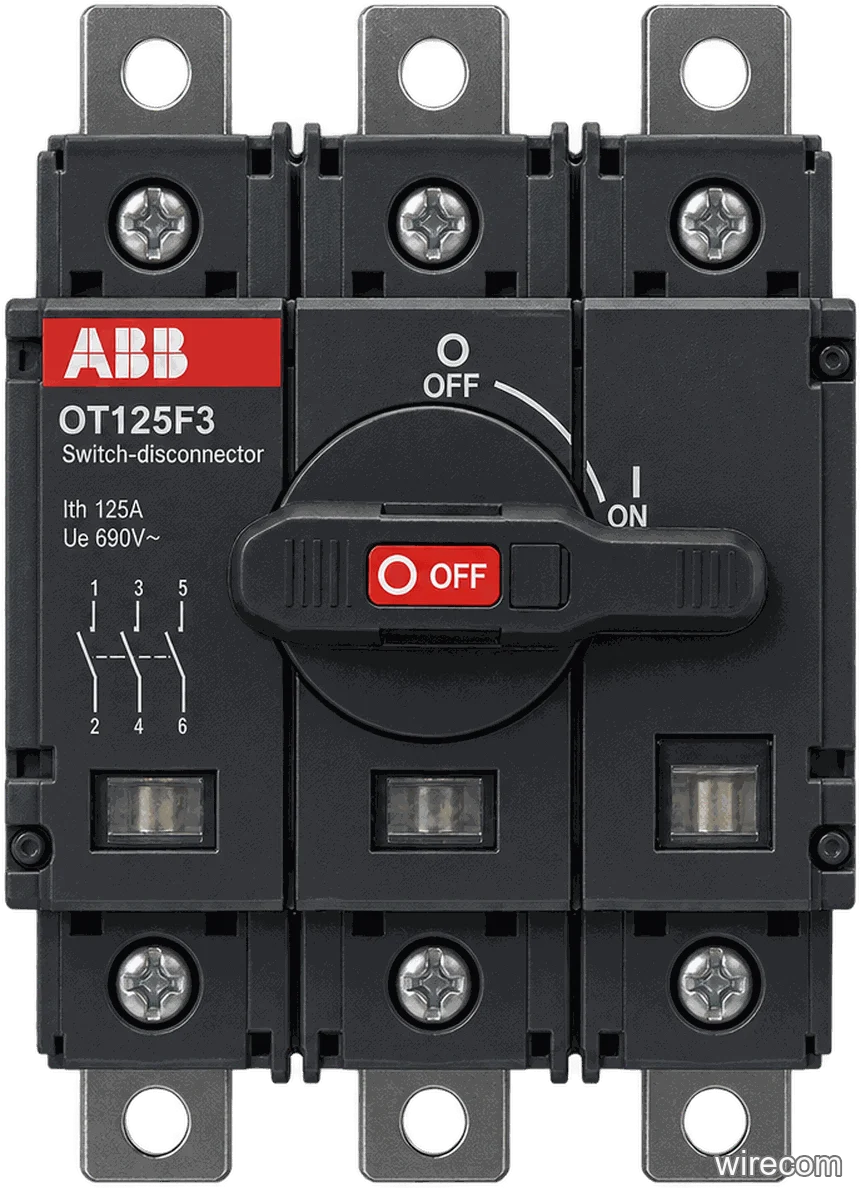 ABB
OT125F3
Switch-disconnector
Ith 125A
Ue 690V~
1 3 5
2 4 6
O
OFF
I
ON
O OFF
wirecom